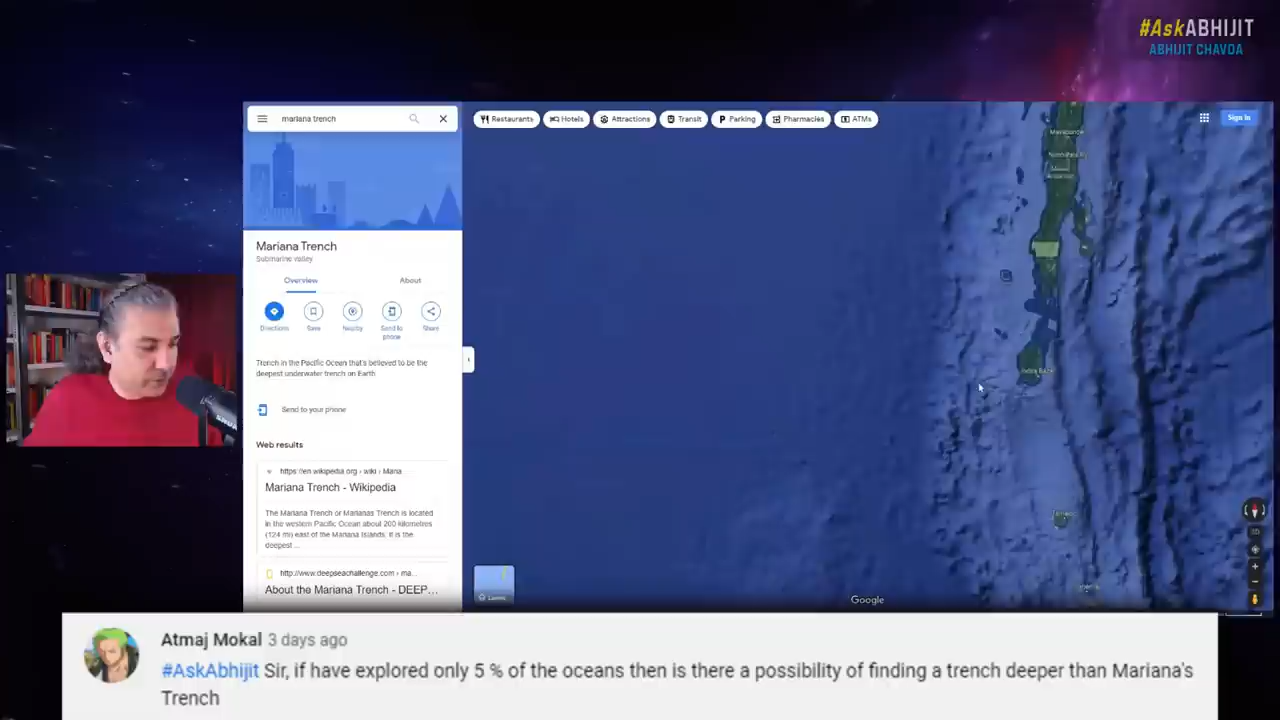 #AskABHIJIT
ABHIJIT CHAVDA
mariana trench
Restaurants
Hotels
Attractions
Transit
Parking
Pharmacies
ATMs
Sign in
Mayabunder
Mariana Trench
Submarine valley
Overview
About
Directions
Save
Nearby
Send to
phone
Share
Trench in the Pacific Ocean that's believed to be the
deepest underwater trench on Earth
Send to your phone
Web results
https://en.wikipedia.org › wiki › Mana...
Mariana Trench - Wikipedia
The Mariana Trench or Marianas Trench is located
in the western Pacific Ocean about 200 kilometres
(124 mi) east of the Mariana Islands; it is the
deepest ...
http://www.deepseachallenge.com › ma...
About the Mariana Trench - DEEP...
Layers
Google
3D
Atmaj Mokal 3 days ago
#AskAbhijit Sir, if have explored only 5 % of the oceans then is there a possibility of finding a trench deeper than Mariana's
Trench